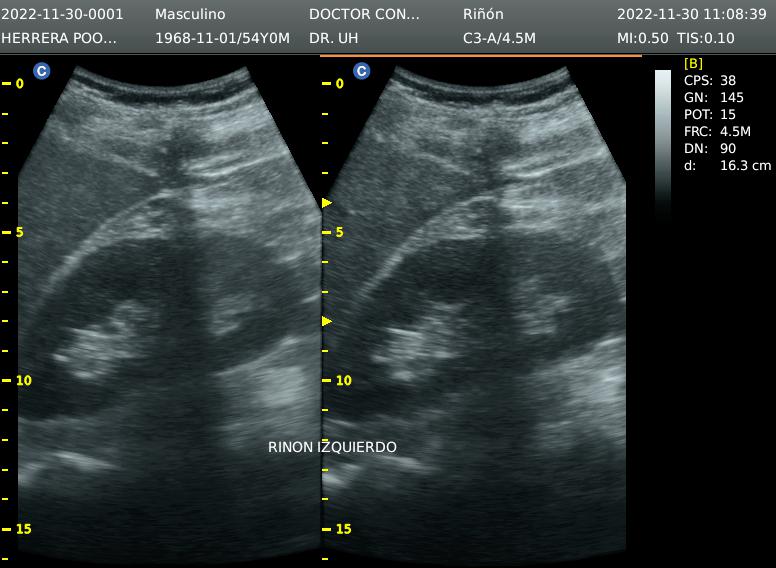 2022-11-30-0001 Masculino DOCTOR CON... Riñón 2022-11-30 11:08:39
HERRERA POO... 1968-11-01/54Y0M DR. UH C3-A/4.5M MI:0.50 TIS:0.10
C C
[B]
CPS: 38
GN: 145
POT: 15
FRC: 4.5M
DN: 90
d: 16.3 cm
0 0
5 5
10 10
RINON IZQUIERDO
15 15